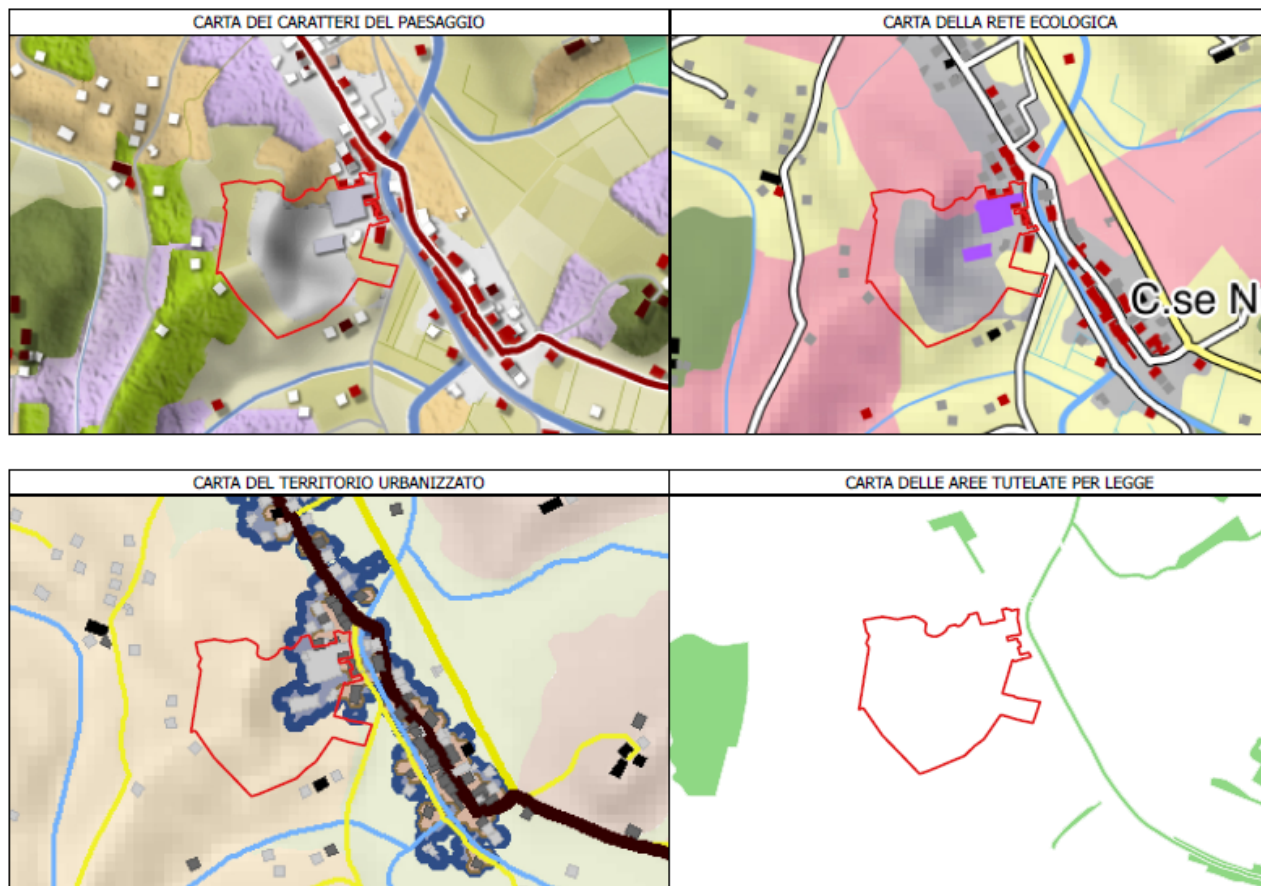 CARTA DEI CARATTERI DEL PAESAGGIO
CARTA DELLA RETE ECOLOGICA
C.se N
CARTA DEL TERRITORIO URBANIZZATO
CARTA DELLE AREE TUTELATE PER LEGGE